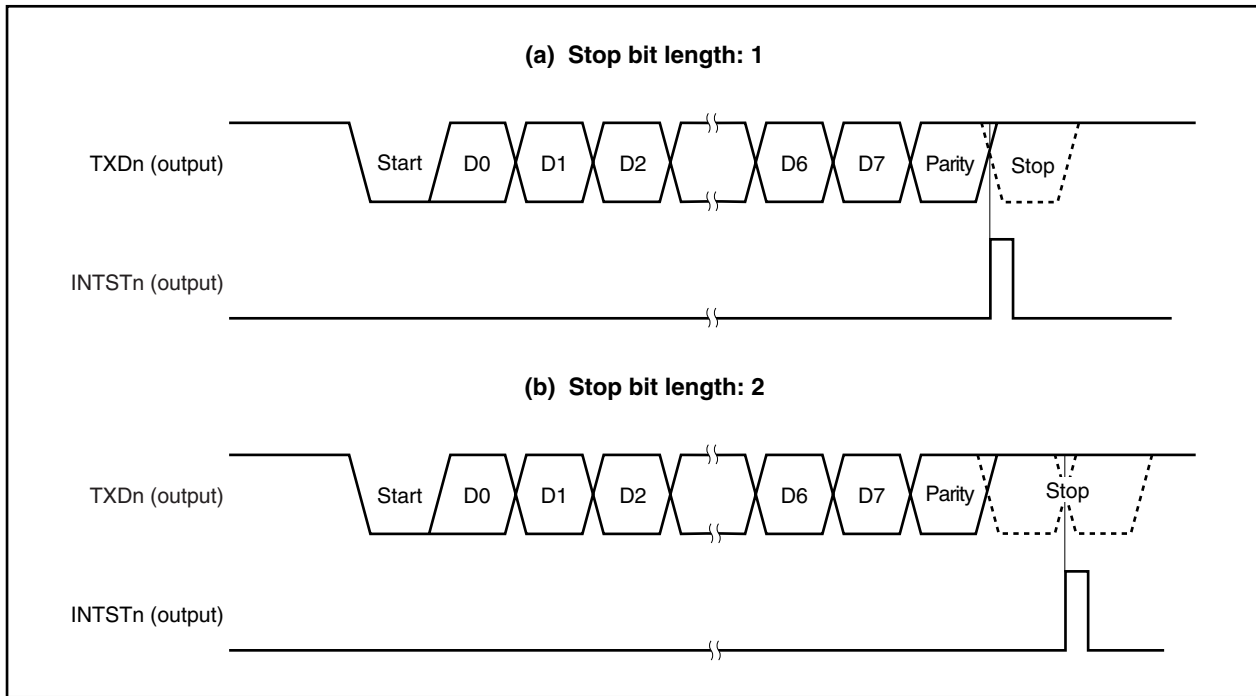 (a) Stop bit length: 1
TXDn (output)
Start D0 D1 D2 D6 D7 Parity Stop
INTSTn (output)
(b) Stop bit length: 2
TXDn (output)
Start D0 D1 D2 D6 D7 Parity Stop
INTSTn (output)